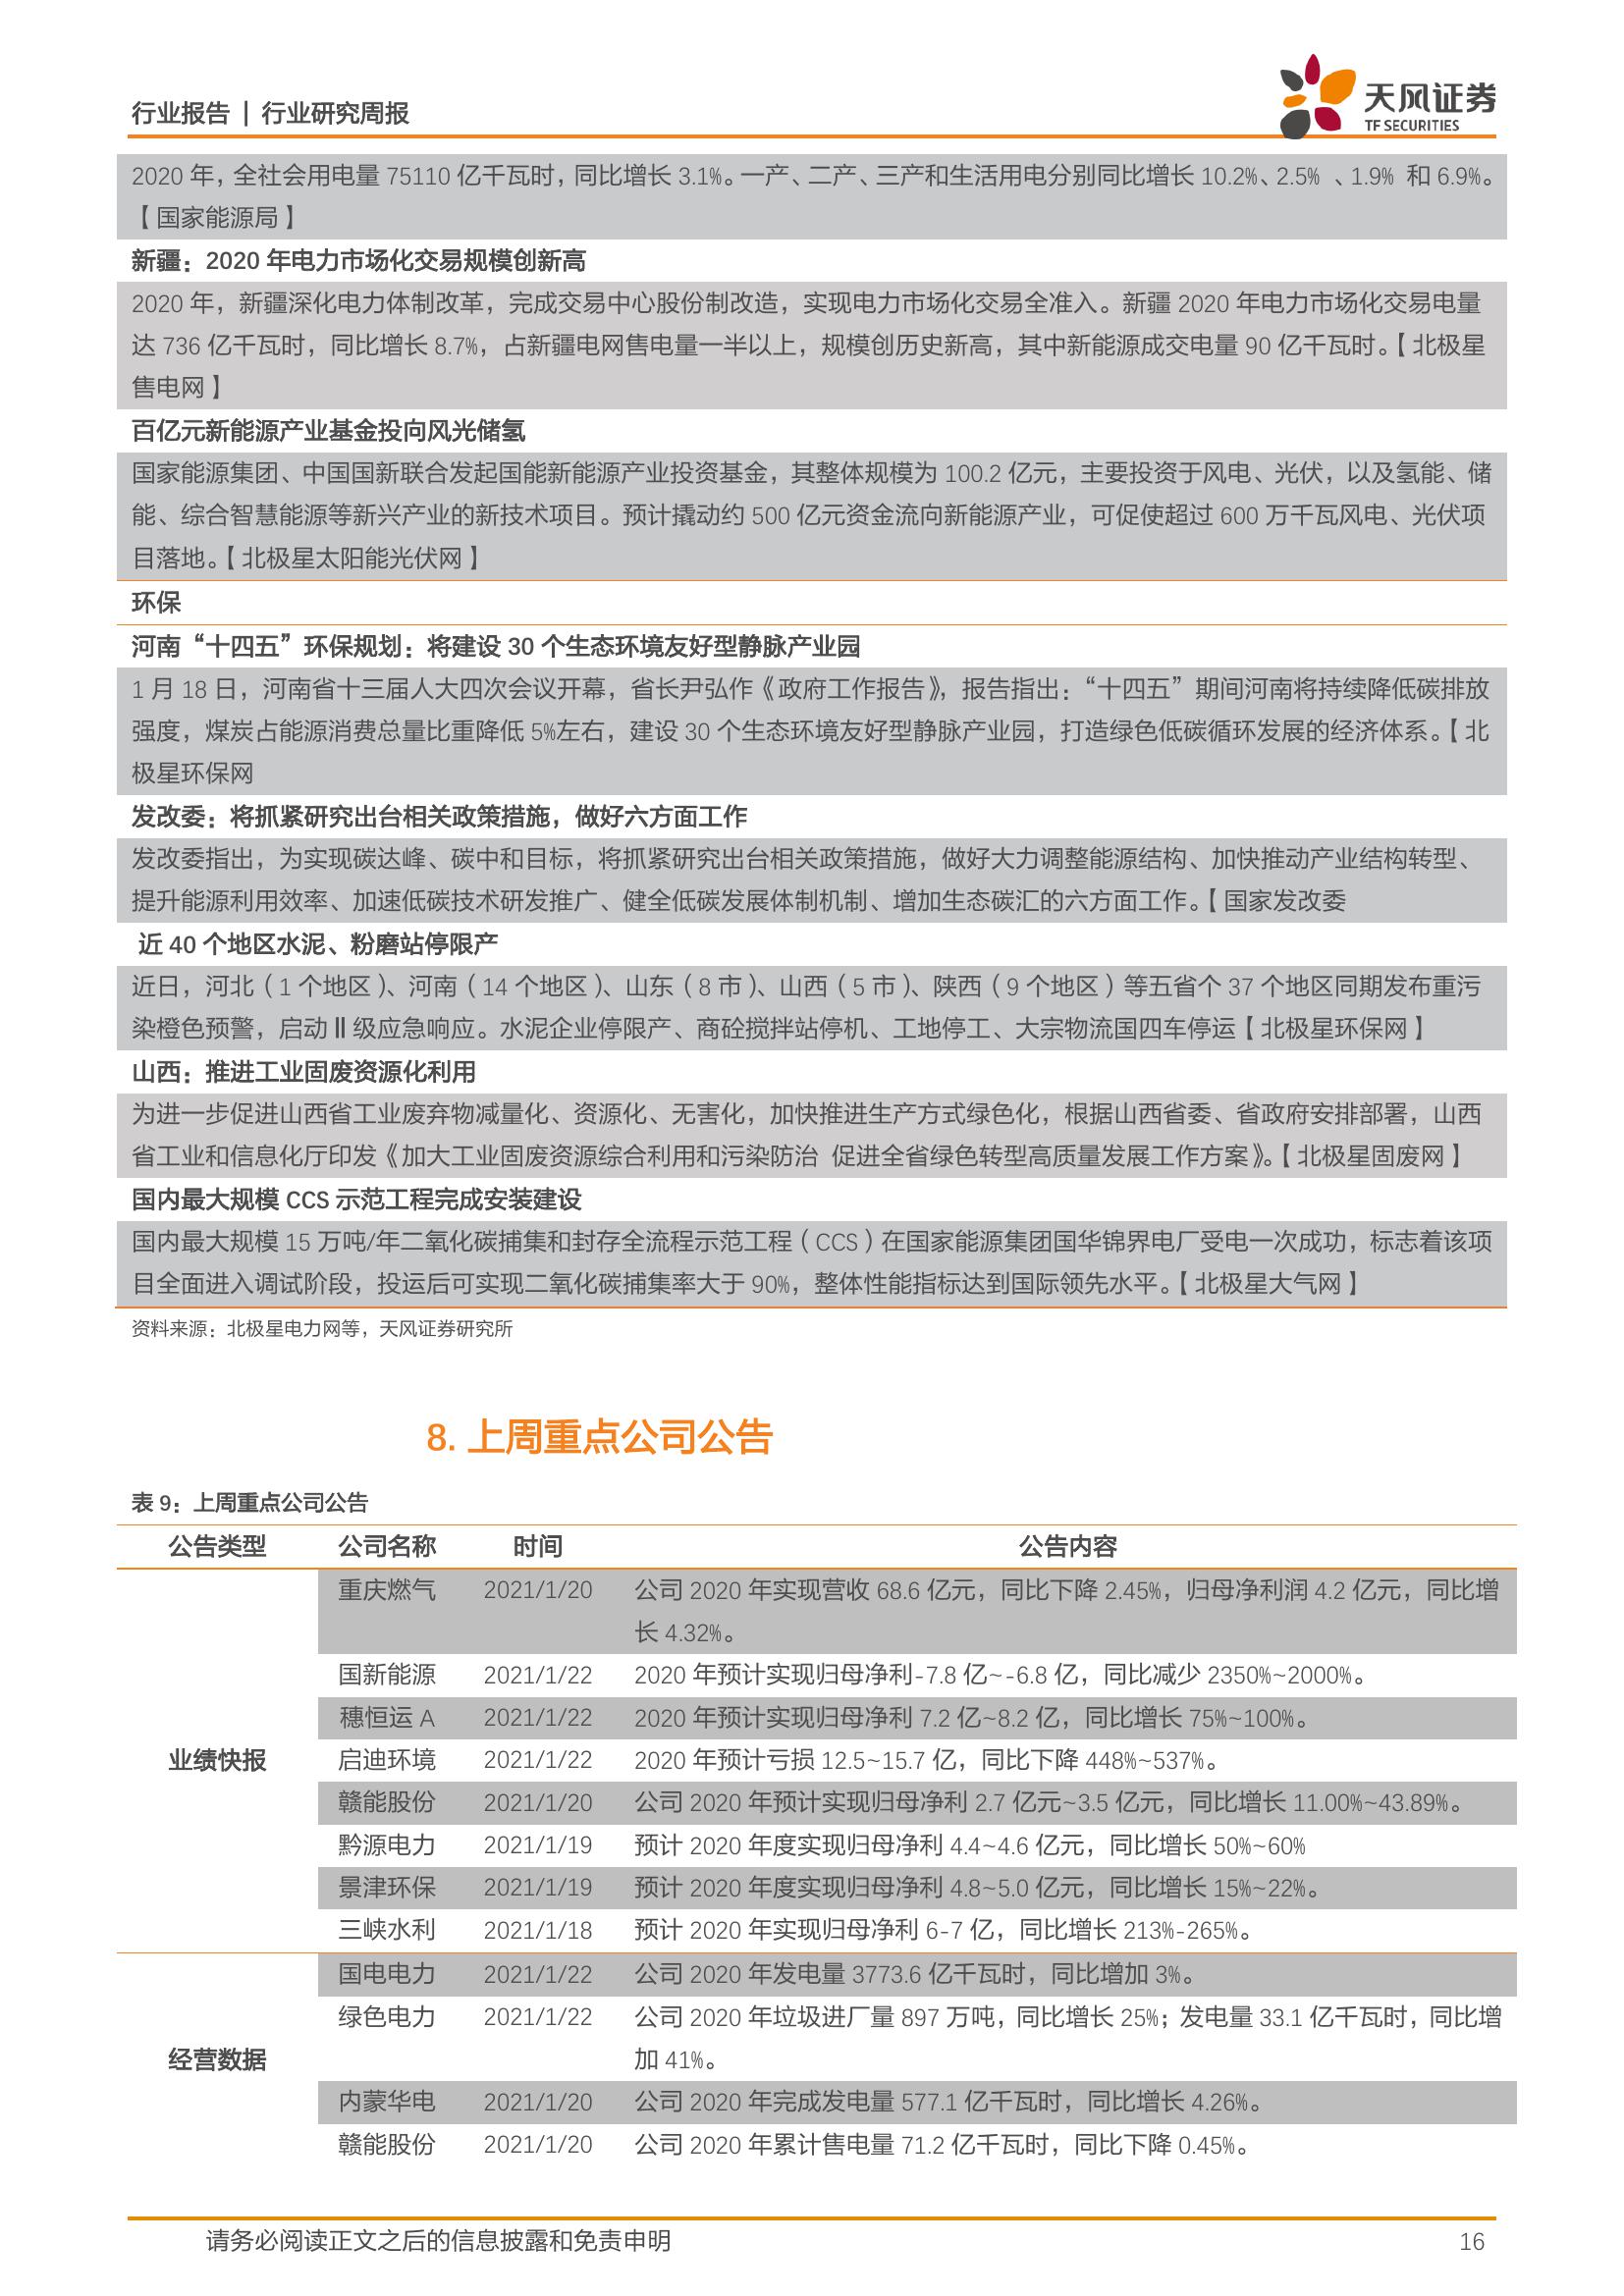 行业报告 | 行业研究周报
天风证券
TF SECURITIES
2020 年，全社会用电量 75110 亿千瓦时，同比增长 3.1%。一产、二产、三产和生活用电分别同比增长 10.2%、2.5% 、1.9% 和 6.9%。
【国家能源局】
新疆：2020 年电力市场化交易规模创新高
2020 年，新疆深化电力体制改革，完成交易中心股份制改造，实现电力市场化交易全准入。新疆 2020 年电力市场化交易电量
达 736 亿千瓦时，同比增长 8.7%，占新疆电网售电量一半以上，规模创历史新高，其中新能源成交电量 90 亿千瓦时。【北极星
售电网】
百亿元新能源产业基金投向风光储氢
国家能源集团、中国国新联合发起国能新能源产业投资基金，其整体规模为 100.2 亿元，主要投资于风电、光伏，以及氢能、储
能、综合智慧能源等新兴产业的新技术项目。预计撬动约 500 亿元资金流向新能源产业，可促使超过 600 万千瓦风电、光伏项
目落地。【北极星太阳能光伏网】
环保
河南“十四五”环保规划：将建设 30 个生态环境友好型静脉产业园
1 月 18 日，河南省十三届人大四次会议开幕，省长尹弘作《政府工作报告》，报告指出：“十四五”期间河南将持续降低碳排放
强度，煤炭占能源消费总量比重降低 5%左右，建设 30 个生态环境友好型静脉产业园，打造绿色低碳循环发展的经济体系。【北
极星环保网
发改委：将抓紧研究出台相关政策措施，做好六方面工作
发改委指出，为实现碳达峰、碳中和目标，将抓紧研究出台相关政策措施，做好大力调整能源结构、加快推动产业结构转型、
提升能源利用效率、加速低碳技术研发推广、健全低碳发展体制机制、增加生态碳汇的六方面工作。【国家发改委
近 40 个地区水泥、粉磨站停限产
近日，河北（1 个地区）、河南（14 个地区）、山东（8 市）、山西（5 市）、陕西（9 个地区）等五省个 37 个地区同期发布重污
染橙色预警，启动Ⅱ级应急响应。水泥企业停限产、商砼搅拌站停机、工地停工、大宗物流国四车停运【北极星环保网】
山西：推进工业固废资源化利用
为进一步促进山西省工业废弃物减量化、资源化、无害化，加快推进生产方式绿色化，根据山西省委、省政府安排部署，山西
省工业和信息化厅印发《加大工业固废资源综合利用和污染防治 促进全省绿色转型高质量发展工作方案》。【北极星固废网】
国内最大规模 CCS 示范工程完成安装建设
国内最大规模 15 万吨/年二氧化碳捕集和封存全流程示范工程（CCS）在国家能源集团国华锦界电厂受电一次成功，标志着该项
目全面进入调试阶段，投运后可实现二氧化碳捕集率大于 90%，整体性能指标达到国际领先水平。【北极星大气网】
资料来源：北极星电力网等，天风证券研究所
8. 上周重点公司公告
表 9：上周重点公司公告
公告类型 公司名称 时间 公告内容
重庆燃气 2021/1/20 公司 2020 年实现营收 68.6 亿元，同比下降 2.45%，归母净利润 4.2 亿元，同比增
长 4.32%。
国新能源 2021/1/22 2020 年预计实现归母净利-7.8 亿~-6.8 亿，同比减少 2350%~2000%。
穗恒运 A 2021/1/22 2020 年预计实现归母净利 7.2 亿~8.2 亿，同比增长 75%~100%。
业绩快报 启迪环境 2021/1/22 2020 年预计亏损 12.5~15.7 亿，同比下降 448%~537%。
赣能股份 2021/1/20 公司 2020 年预计实现归母净利 2.7 亿元~3.5 亿元，同比增长 11.00%~43.89%。
黔源电力 2021/1/19 预计 2020 年度实现归母净利 4.4~4.6 亿元，同比增长 50%~60%
景津环保 2021/1/19 预计 2020 年度实现归母净利 4.8~5.0 亿元，同比增长 15%~22%。
三峡水利 2021/1/18 预计 2020 年实现归母净利 6-7 亿，同比增长 213%-265%。
国电电力 2021/1/22 公司 2020 年发电量 3773.6 亿千瓦时，同比增加 3%。
绿色电力 2021/1/22 公司 2020 年垃圾进厂量 897 万吨，同比增长 25%；发电量 33.1 亿千瓦时，同比增
经营数据 加 41%。
内蒙华电 2021/1/20 公司 2020 年完成发电量 577.1 亿千瓦时，同比增长 4.26%。
赣能股份 2021/1/20 公司 2020 年累计售电量 71.2 亿千瓦时，同比下降 0.45%。
请务必阅读正文之后的信息披露和免责申明 16